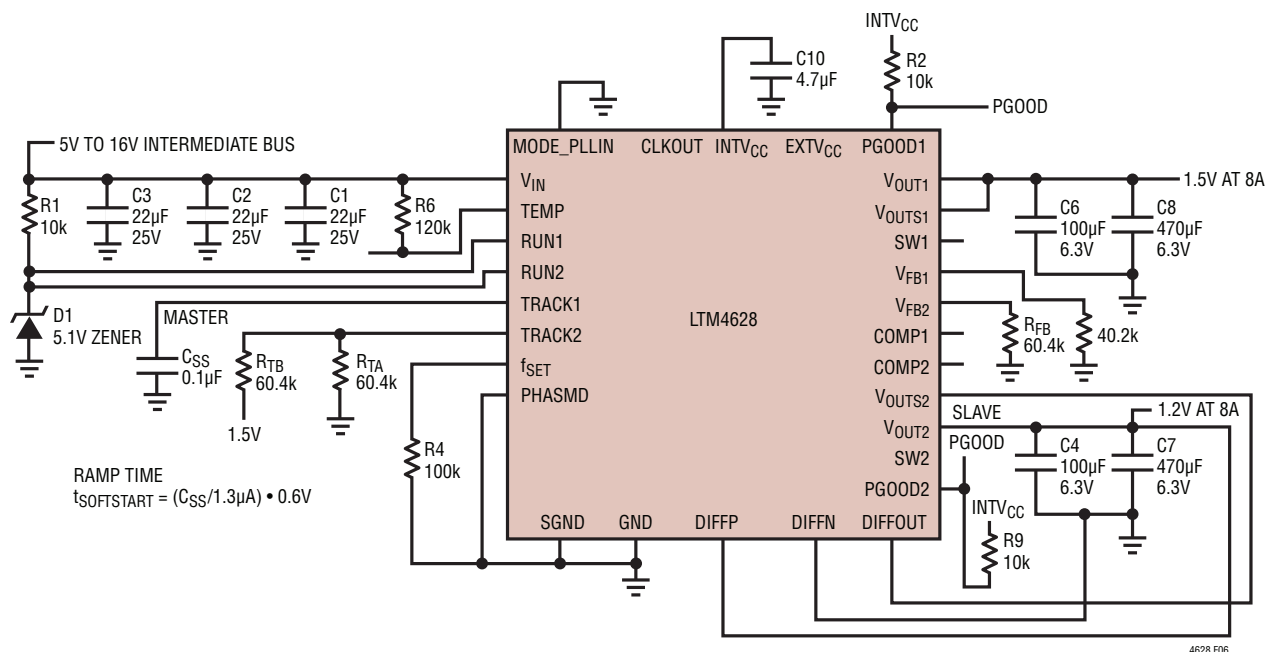 INTVCC
R2
10k
PGOOD
C10
4.7µF
5V TO 16V INTERMEDIATE BUS
R1
10k
C3
22µF
25V
C2
22µF
25V
C1
22µF
25V
R6
120k
D1
5.1V ZENER
MASTER
CSS
0.1µF
RTB
60.4k
1.5V
RTA
60.4k
R4
100k
RAMP TIME
tSOFTSTART = (CSS/1.3µA) • 0.6V
MODE_PLLIN
CLKOUT
INTVCC
EXTVCC
PGOOD1
VIN
TEMP
RUN1
RUN2
TRACK1
TRACK2
fSET
PHASMD
LTM4628
VOUT1
VOUTS1
SW1
VFB1
VFB2
COMP1
COMP2
VOUTS2
VOUT2
SW2
PGOOD2
SGND
GND
DIFFP
DIFFN
DIFFOUT
1.5V AT 8A
C6
100µF
6.3V
C8
470µF
6.3V
RFB
60.4k
40.2k
SLAVE
1.2V AT 8A
PGOOD
C4
100µF
6.3V
C7
470µF
6.3V
INTVCC
R9
10k
4628 F06